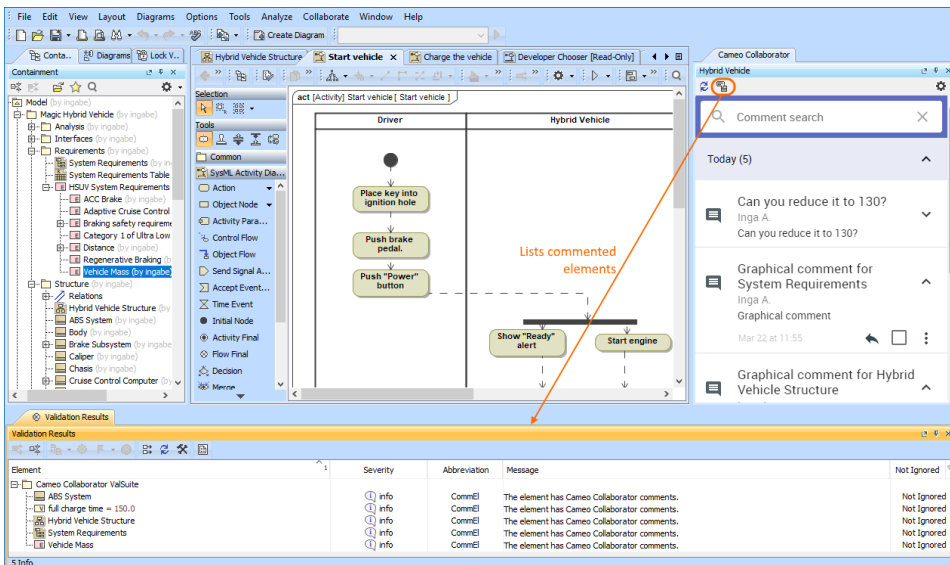 File Edit View Layout Diagrams Options Tools Analyze Collaborate Window Help
Create Diagram
Conta... Diagrams Lock V...
Containment
Model (by ingabe)
Magic Hybrid Vehicle (by ingabe)
Analysis (by ingabe)
Interfaces (by ingabe)
Requirements (by ingabe)
System Requirements (by in
System Requirements Table
HSUV System Requirements
ACC Brake (by ingabe)
Adaptive Cruise Control
Braking safety requireme
Category 1 of Ultra Low
Distance (by ingabe)
Regenerative Braking (b
Vehicle Mass (by ingabe)
Structure (by ingabe)
Relations
Hybrid Vehicle Structure (by
ABS System (by ingabe)
Body (by ingabe)
Brake Subsystem (by ingabe
Caliper (by ingabe)
Chasis (by ingabe)
Cruise Control Computer (by
Hybrid Vehicle Structure Start vehicle x Charge the vehicle Developer Chooser [Read-Only]
Selection
Tools
Common
SysML Activity Dia...
Action
Object Node
Activity Para...
Control Flow
Object Flow
Send Signal A...
Accept Event...
Time Event
Initial Node
Activity Final
Flow Final
Decision
Merge
act [Activity] Start vehicle [ Start vehicle ]
Driver
Hybrid Vehicle
Place key into
ignition hole
Push brake
pedal.
Push "Power"
button
Show "Ready"
alert
Start engine
Lists commented
elements
Cameo Collaborator
Hybrid Vehicle
Comment search
Today (5)
Can you reduce it to 130?
Inga A.
Can you reduce it to 130?
Graphical comment for
System Requirements
Inga A.
Graphical comment
Mar 22 at 11:55
Graphical comment for Hybrid
Vehicle Structure
Validation Results
Validation Results
Element Severity Abbreviation Message Not Ignored
Cameo Collaborator ValSuite
ABS System info CommEl The element has Cameo Collaborator comments. Not Ignored
full charge time = 150.0 info CommEl The element has Cameo Collaborator comments. Not Ignored
Hybrid Vehicle Structure info CommEl The element has Cameo Collaborator comments. Not Ignored
System Requirements info CommEl The element has Cameo Collaborator comments. Not Ignored
Vehicle Mass info CommEl The element has Cameo Collaborator comments. Not Ignored
5 Info